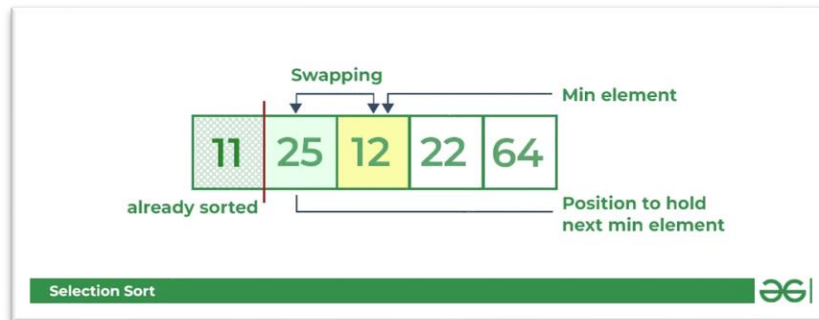 Swapping
Min element
11 25 12 22 64
already sorted
Position to hold
next min element
Selection Sort